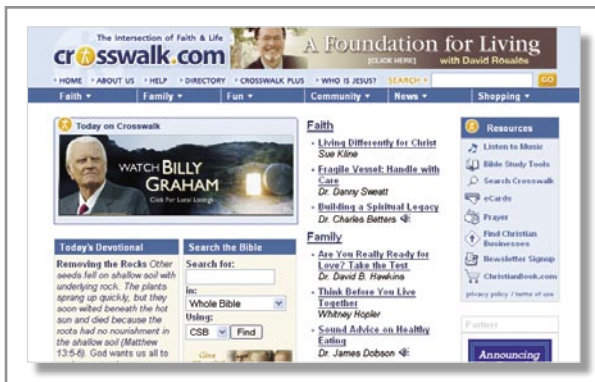 The Intersection of Faith & Life
crosswalk.com
A Foundation for Living
[CLICK HERE] with David Rosales
HOME ABOUT US HELP DIRECTORY CROSSWALK PLUS WHO IS JESUS? SEARCH GO
Faith Family Fun Community News Shopping
Today on Crosswalk
WATCH BILLY
GRAHAM
Click For Local Listings
Today's Devotional
Removing the Rocks Other
seeds fell on shallow soil with
underlying rock. The plants
sprang up quickly, but they
soon wilted beneath the hot
sun and died because the
roots had no nourishment in
the shallow soil (Matthew
13:5-6). God wants us all to
Search the Bible
Search for:
in:
Whole Bible
Using:
CSB Find
Give
Faith
Living Differently for Christ
Sue Kline
Fragile Vessel: Handle with
Care
Dr. Danny Sweatt
Building a Spiritual Legacy
Dr. Charles Betters
Family
Are You Really Ready for
Love? Take the Test
Dr. David B. Hawkins
Think Before You Live
Together
Whitney Hopler
Sound Advice on Healthy
Eating
Dr. James Dobson
Resources
Listen to Music
Bible Study Tools
Search Crosswalk
eCards
Prayer
Find Christian
Businesses
Newsletter Signup
ChristianBook.com
privacy policy / terms of use
Partner
Announcing